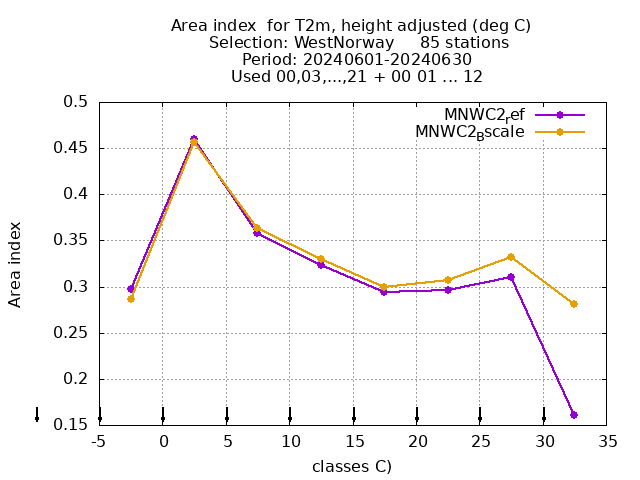 Area index  for T2m, height adjusted (deg C)
Selection: WestNorway     85 stations
Period: 20240601-20240630
Used 00,03,...,21 + 00 01 ... 12
0.5
0.45
0.4
0.35
0.3
0.25
0.2
0.15
Area index
MNWC2ref
MNWC2Bscale
-5 0 5 10 15 20 25 30 35
classes C)